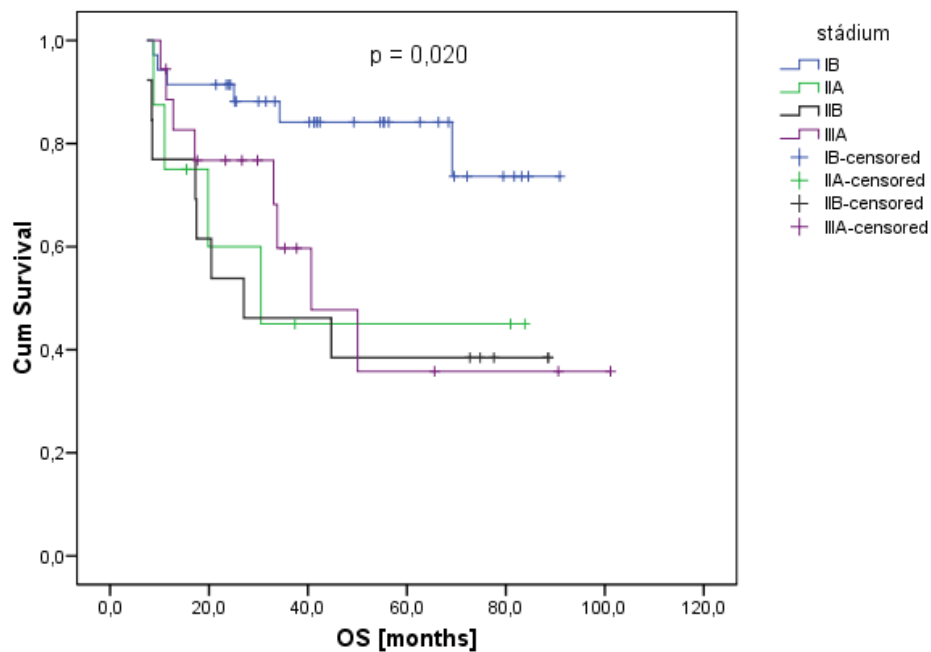 p = 0,020
Cum Survival
1,0
0,8
0,6
0,4
0,2
0,0
0,0 20,0 40,0 60,0 80,0 100,0 120,0
OS [months]
stádium
IB
IIA
IIB
IIIA
IB-censored
IIA-censored
IIB-censored
IIIA-censored